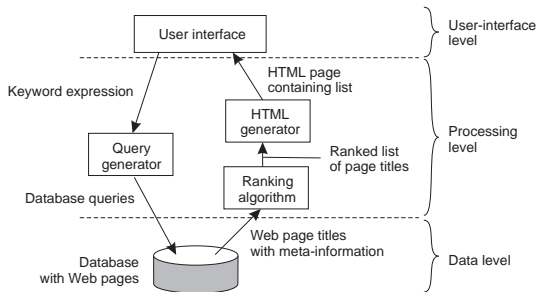 User interface
User-interface
level
Keyword expression
HTML page
containing list
HTML
generator
Processing
level
Query
generator
Ranked list
of page titles
Ranking
algorithm
Database queries
Web page titles
with meta-information
Database
with Web pages
Data level